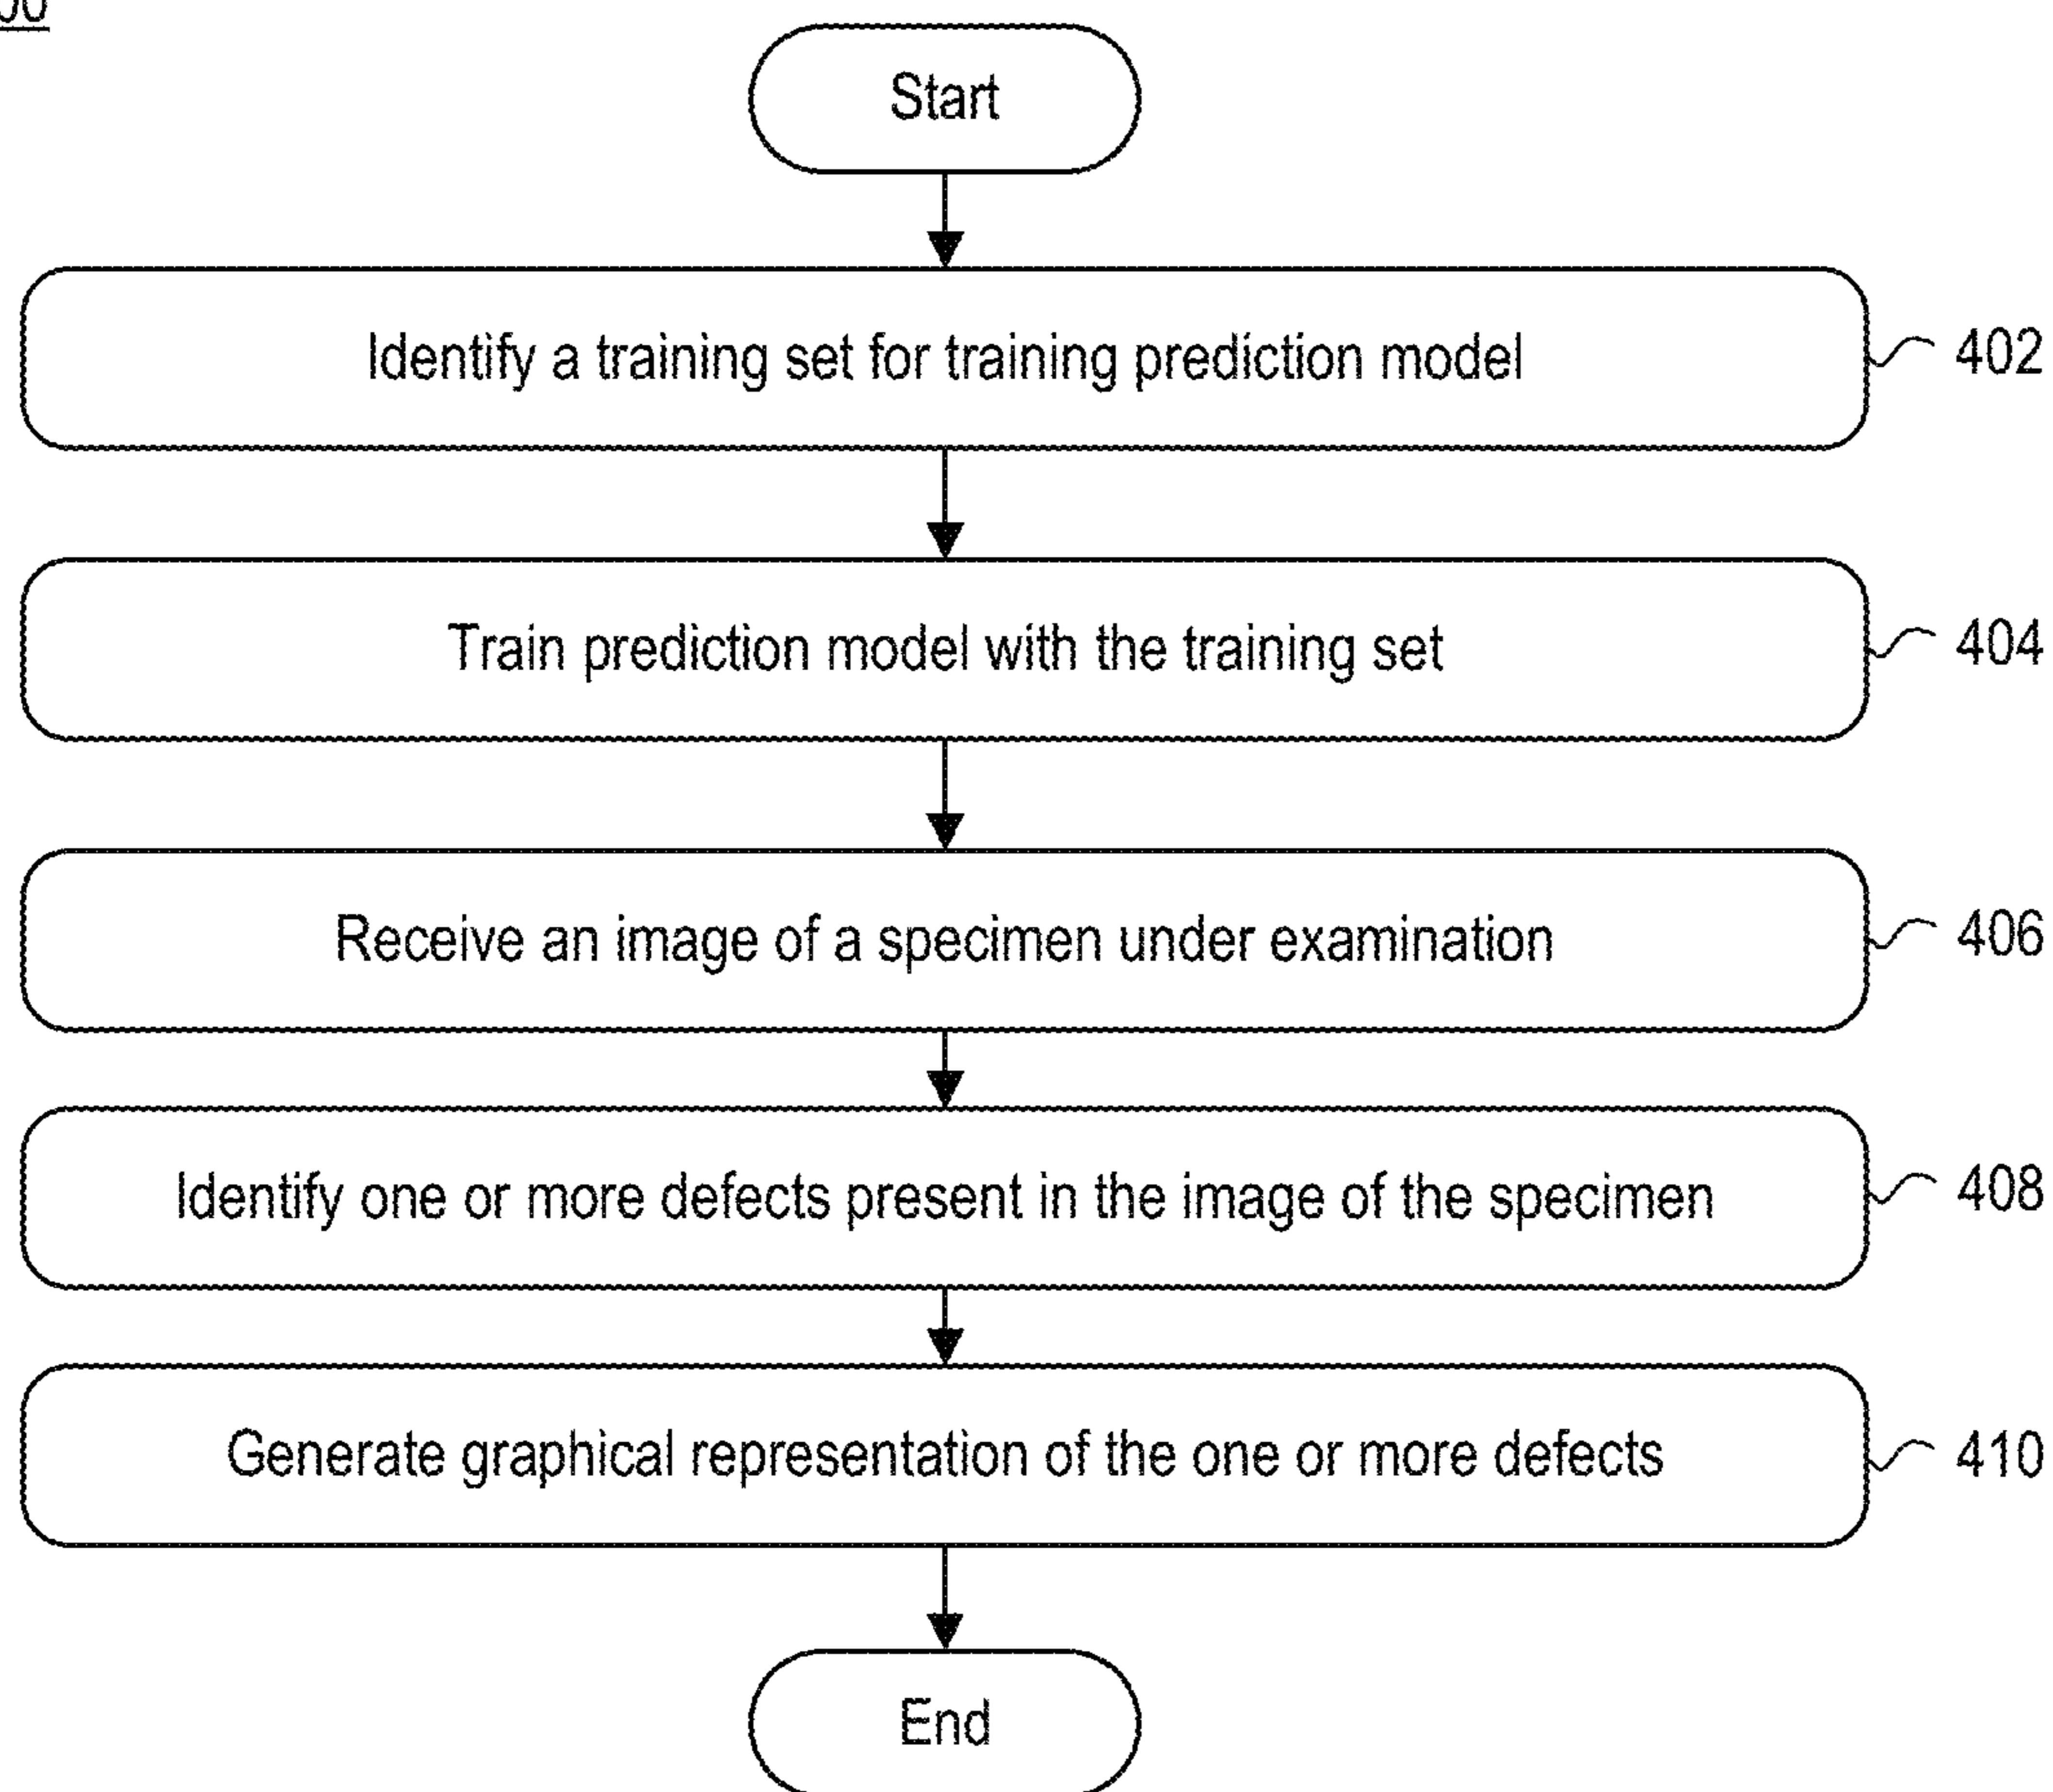 Start
Identify a training set for training prediction model
402
Train prediction model with the training set
404
Receive an image of a specimen under examination
406
Identify one or more defects present in the image of the specimen
408
Generate graphical representation of the one or more defects
410
End